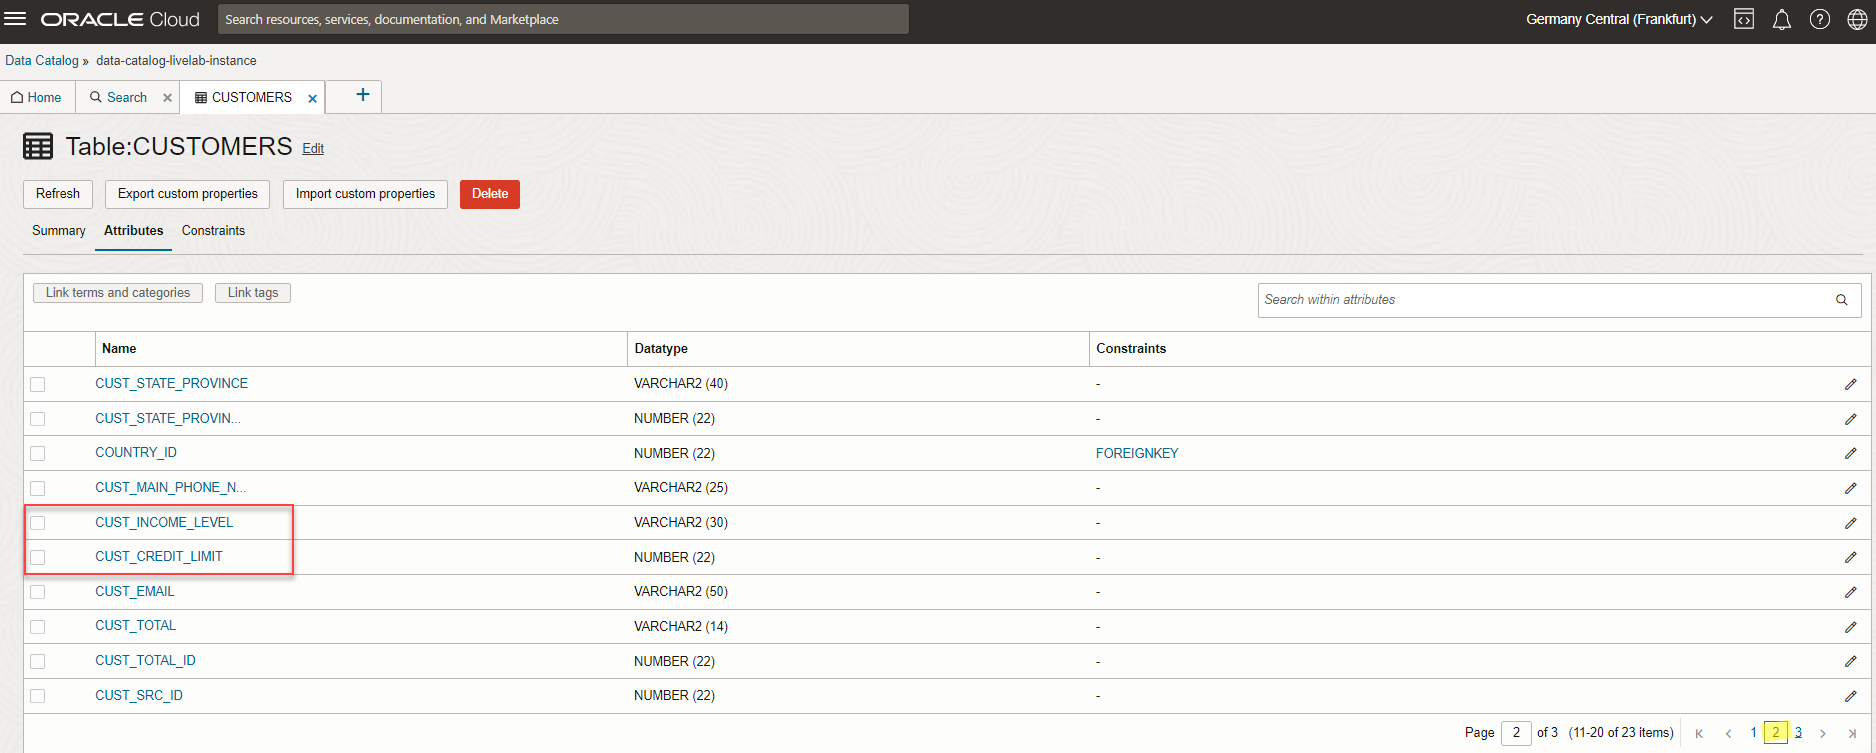 ORACLE Cloud Search resources, services, documentation, and Marketplace Germany Central (Frankfurt)
Data Catalog » data-catalog-livelab-instance
Home Search × CUSTOMERS × +
Table:CUSTOMERS Edit
Refresh Export custom properties Import custom properties Delete
Summary Attributes Constraints
Link terms and categories Link tags Search within attributes
Name Datatype Constraints
CUST_STATE_PROVINCE VARCHAR2 (40) -
CUST_STATE_PROVIN... NUMBER (22) -
COUNTRY_ID NUMBER (22) FOREIGNKEY
CUST_MAIN_PHONE_N... VARCHAR2 (25) -
CUST_INCOME_LEVEL VARCHAR2 (30) -
CUST_CREDIT_LIMIT NUMBER (22) -
CUST_EMAIL VARCHAR2 (50) -
CUST_TOTAL VARCHAR2 (14) -
CUST_TOTAL_ID NUMBER (22) -
CUST_SRC_ID NUMBER (22) -
Page 2 of 3 (11-20 of 23 items) 1 2 3